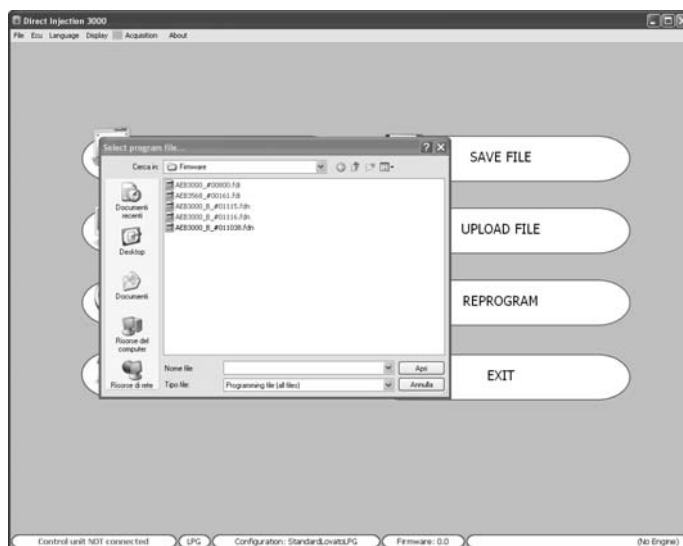 Direct Injection 3000
File Ecu Language Display Acquisition About
Select program file...
Cerca in: Firmware
AEB3000_#00800.fdi
AEB3568_#00161.fdi
AEB3000_B_#01115.fdn
AEB3000_B_#01116.fdn
AEB3000_B_#01103B.fdn
Documenti
recenti
Desktop
Documenti
Risorse del
computer
Risorse di rete
Nome file:
Apri
Tipo file:
Programming file (all files)
Annulla
SAVE FILE
UPLOAD FILE
REPROGRAM
EXIT
Control unit NOT connected
LPG
Configuration: StandardLovatoLPG
Firmware: 0.0
(No Engine)